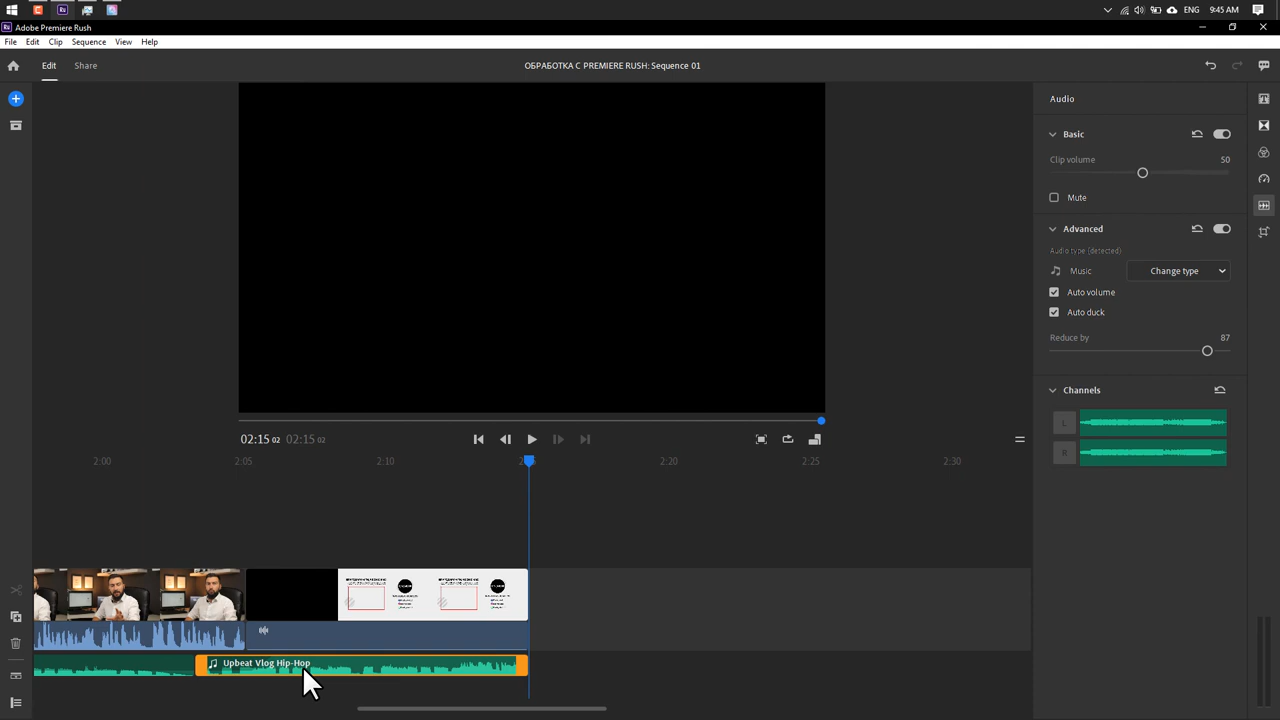 ENG
9:45 AM
Adobe Premiere Rush
File Edit Clip Sequence View Help
Edit Share
ОБРАБОТКА С PREMIERE RUSH: Sequence 01
Audio
Basic
Clip volume 50
Mute
Advanced
Audio type (detected)
Music Change type
Auto volume
Auto duck
Reduce by 87
Channels
L
R
02:15 02 02:15 02
2:00 2:05 2:10 2:20 2:25 2:30
Upbeat Vlog Hip-Hop